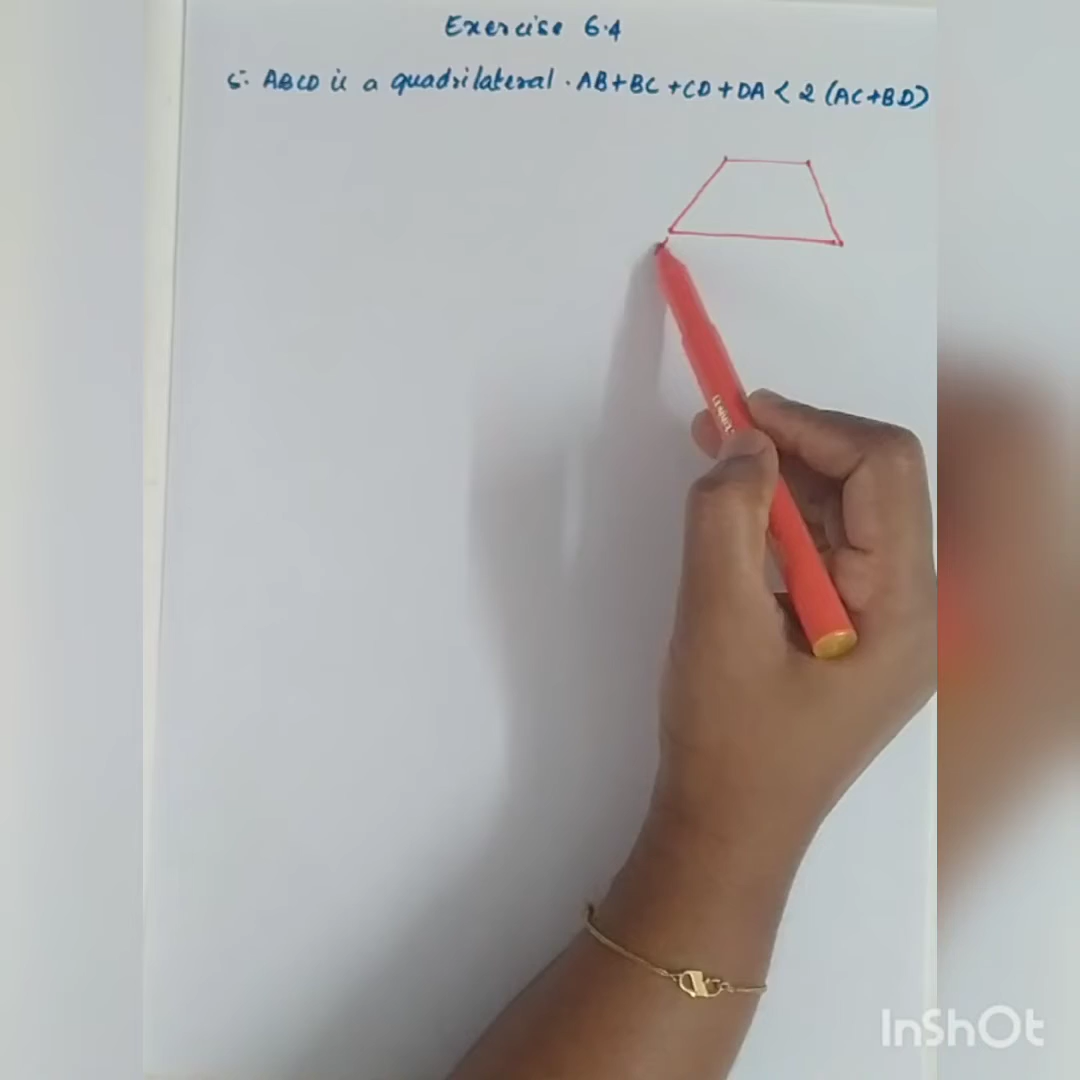 Exercise 6.4
5. ABCD is a quadrilateral. AB+BC+CD+DA < 2 (AC+BD)
InShOt